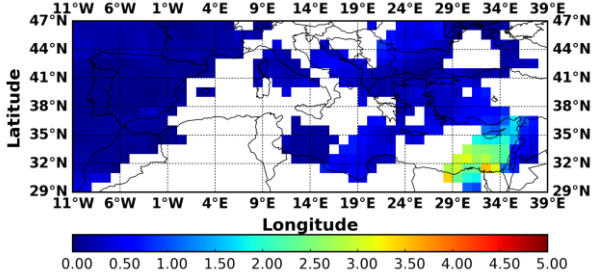 11°W 6°W 1°W 4°E 9°E 14°E 19°E 24°E 29°E 34°E 39°E
47°N 47°N
44°N 44°N
41°N 41°N
38°N 38°N
35°N 35°N
32°N 32°N
29°N 29°N
Latitude
11°W 6°W 1°W 4°E 9°E 14°E 19°E 24°E 29°E 34°E 39°E
Longitude
0.00 0.50 1.00 1.50 2.00 2.50 3.00 3.50 4.00 4.50 5.00